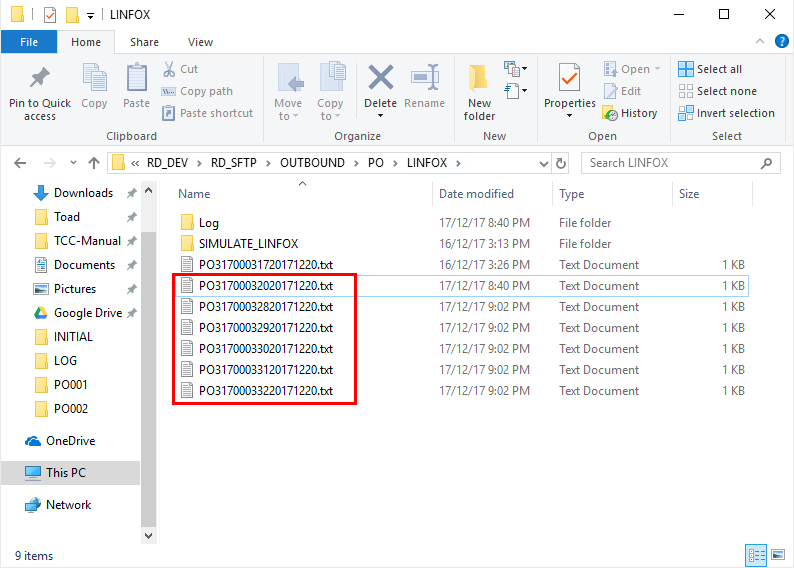 LINFOX
File Home Share View
Pin to Quick access
Copy
Paste
Cut
Copy path
Paste shortcut
Clipboard
Move to
Copy to
Delete
Rename
Organize
New folder
New
Properties
Open
Edit
History
Open
Select all
Select none
Invert selection
Select
« RD_DEV > RD_SFTP > OUTBOUND > PO > LINFOX >
Search LINFOX
Downloads
Toad
TCC-Manual
Documents
Pictures
Google Drive
INITIAL
LOG
PO001
PO002
OneDrive
This PC
Network
Name Date modified Type Size
Log 17/12/17 8:40 PM File folder
SIMULATE_LINFOX 16/12/17 3:13 PM File folder
PO31700031720171220.txt 16/12/17 3:26 PM Text Document 1 KB
PO31700032020171220.txt 17/12/17 8:40 PM Text Document 1 KB
PO31700032820171220.txt 17/12/17 9:02 PM Text Document 1 KB
PO31700032920171220.txt 17/12/17 9:02 PM Text Document 1 KB
PO31700033020171220.txt 17/12/17 9:02 PM Text Document 1 KB
PO31700033120171220.txt 17/12/17 9:02 PM Text Document 1 KB
PO31700033220171220.txt 17/12/17 9:02 PM Text Document 1 KB
9 items